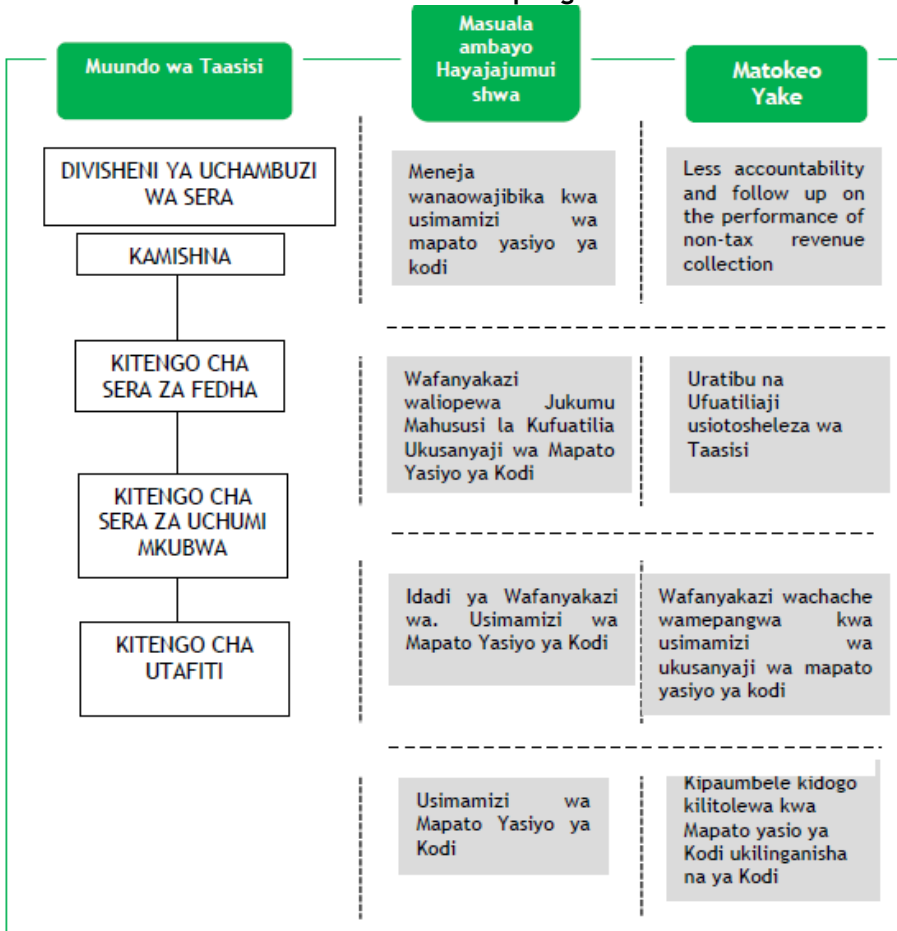 Muundo wa Taasisi
Masuala
ambayo
Hayajajumui
shwa
Matokeo
Yake
DIVISHENI YA UCHAMBUZI
WA SERA
KAMISHNA
KITENGO CHA
SERA ZA FEDHA
KITENGO CHA
SERA ZA UCHUMI
MKUBWA
KITENGO CHA
UTAFITI
Meneja
wanaowajibika kwa
usimamizi wa
mapato yasiyo ya
kodi
Less accountability
and follow up on
the performance of
non-tax revenue
collection
Wafanyakazi
waliopewa Jukumu
Mahususi la Kufuatilia
Ukusanyaji wa Mapato
Yasiyo ya Kodi
Uratibu na
Ufuatiliaji
usiotosheleza wa
Taasisi
Idadi ya Wafanyakazi
wa. Usimamizi wa
Mapato Yasiyo ya Kodi
Wafanyakazi wachache
wamepangwa kwa
usimamizi wa
ukusanyaji wa mapato
yasiyo ya kodi
Usimamizi wa
Mapato Yasiyo ya
Kodi
Kipaumbele kidogo
kilitolewa kwa
Mapato yasio ya
Kodi ukilinganisha
na ya Kodi